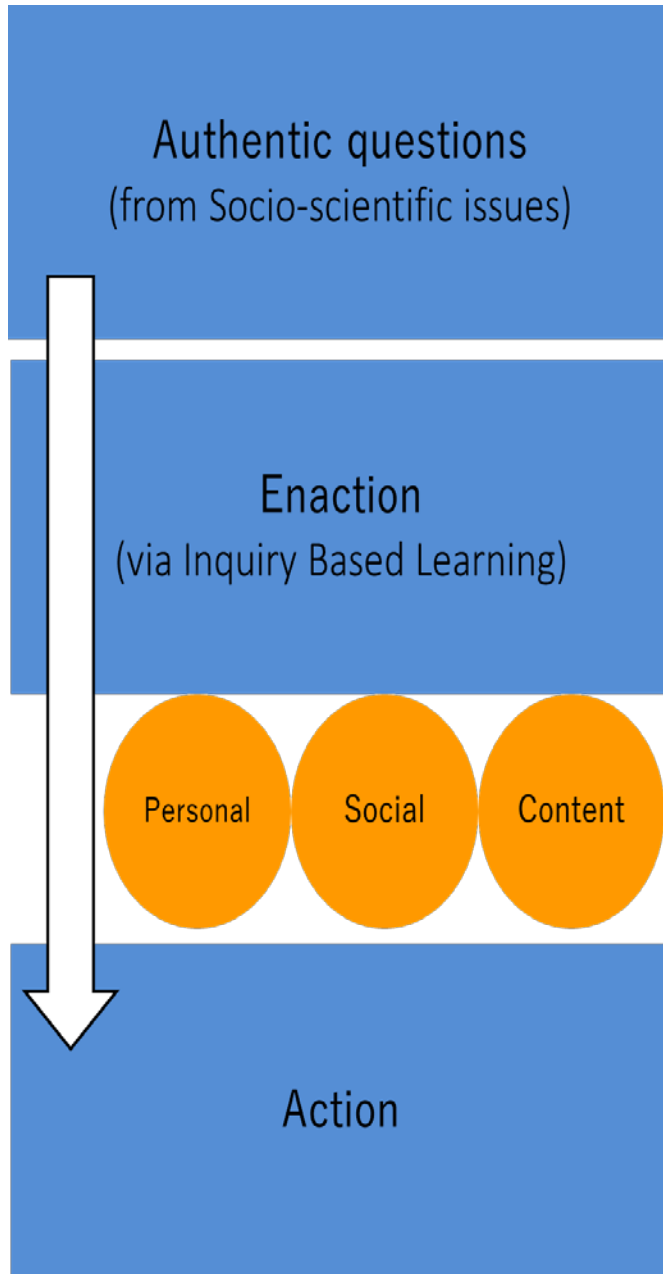 Authentic questions
(from Socio-scientific issues)
Enaction
(via Inquiry Based Learning)
Personal Social Content
Action